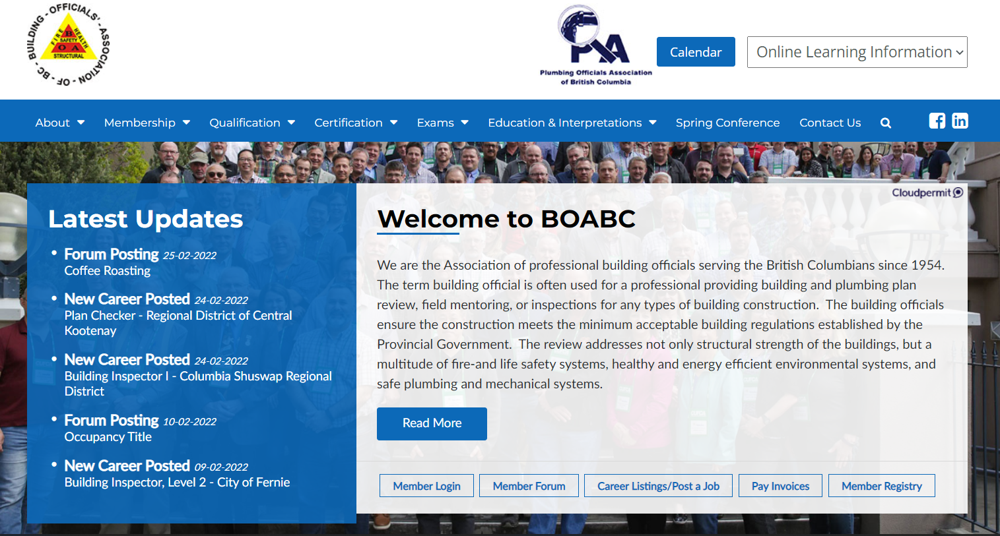 BUILDING - OFFICIALS' - ASSOCIATION - OF - BC -
FIRE
HEALTH
B
SAFETY
O A
STRUCTURAL
Plumbing Officials Association
of British Columbia
Calendar
Online Learning Information
About
Membership
Qualification
Certification
Exams
Education & Interpretations
Spring Conference
Contact Us
Latest Updates
Forum Posting 25-02-2022
Coffee Roasting
New Career Posted 24-02-2022
Plan Checker - Regional District of Central
Kootenay
New Career Posted 24-02-2022
Building Inspector I - Columbia Shuswap Regional
District
Forum Posting 10-02-2022
Occupancy Title
New Career Posted 09-02-2022
Building Inspector, Level 2 - City of Fernie
Cloudpermit
Welcome to BOABC
We are the Association of professional building officials serving the British Columbians since 1954.
The term building official is often used for a professional providing building and plumbing plan
review, field mentoring, or inspections for any types of building construction.  The building officials
ensure the construction meets the minimum acceptable building regulations established by the
Provincial Government.  The review addresses not only structural strength of the buildings, but a
multitude of fire-and life safety systems, healthy and energy efficient environmental systems, and
safe plumbing and mechanical systems.
Read More
Member Login
Member Forum
Career Listings/Post a Job
Pay Invoices
Member Registry